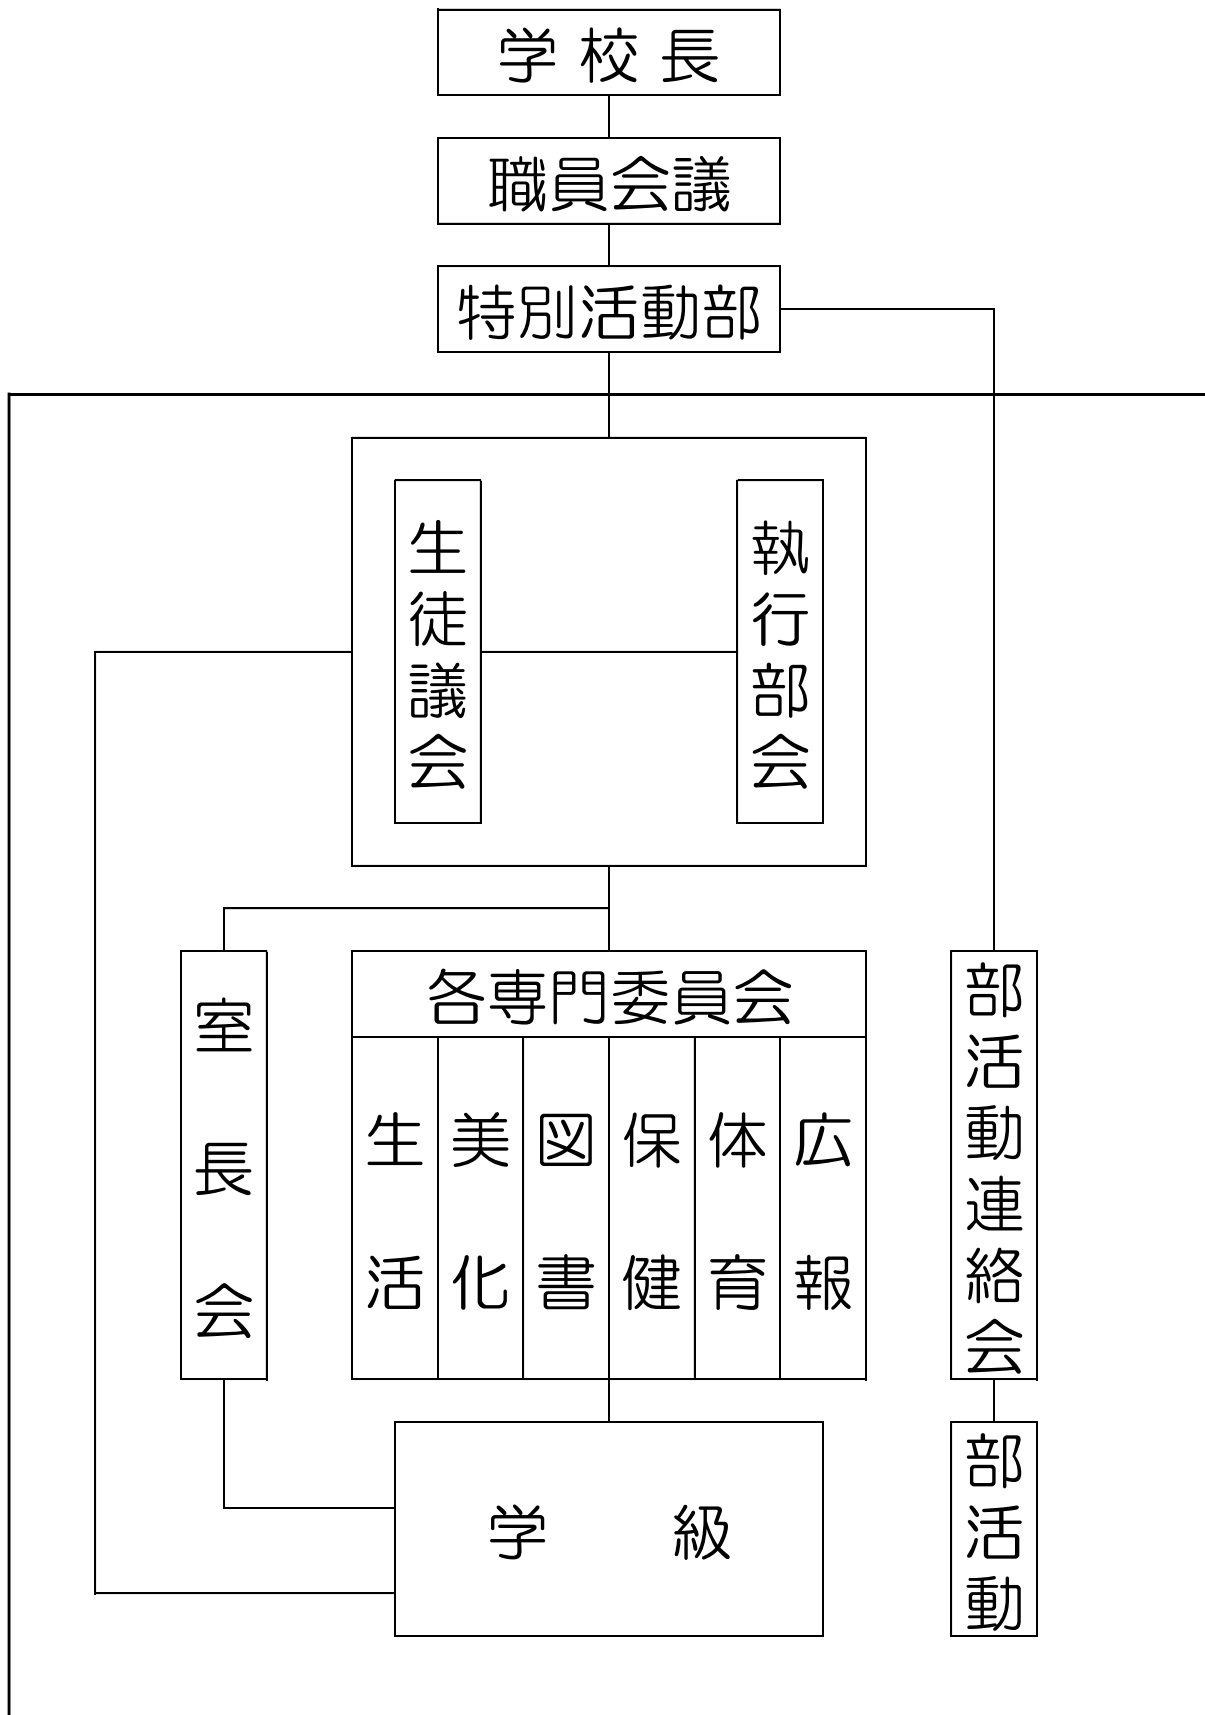 学校長
職員会議
特別活動部
生徒議会
執行部会
室長会
各専門委員会
生活
美化
図書
保健
体育
広報
部活動連絡会
学級
部活動